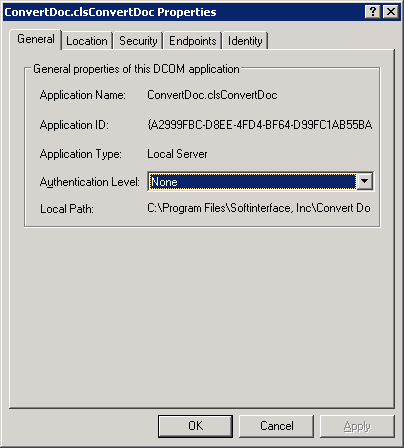 ConvertDoc.clsConvertDoc Properties
General Location Security Endpoints Identity
General properties of this DCOM application
Application Name: ConvertDoc.clsConvertDoc
Application ID: {A2999FBC-D8EE-4FD4-BF64-D99FC1AB55BA
Application Type: Local Server
Authentication Level: None
Local Path: C:\Program Files\Softinterface, Inc\Convert Do
OK Cancel Apply